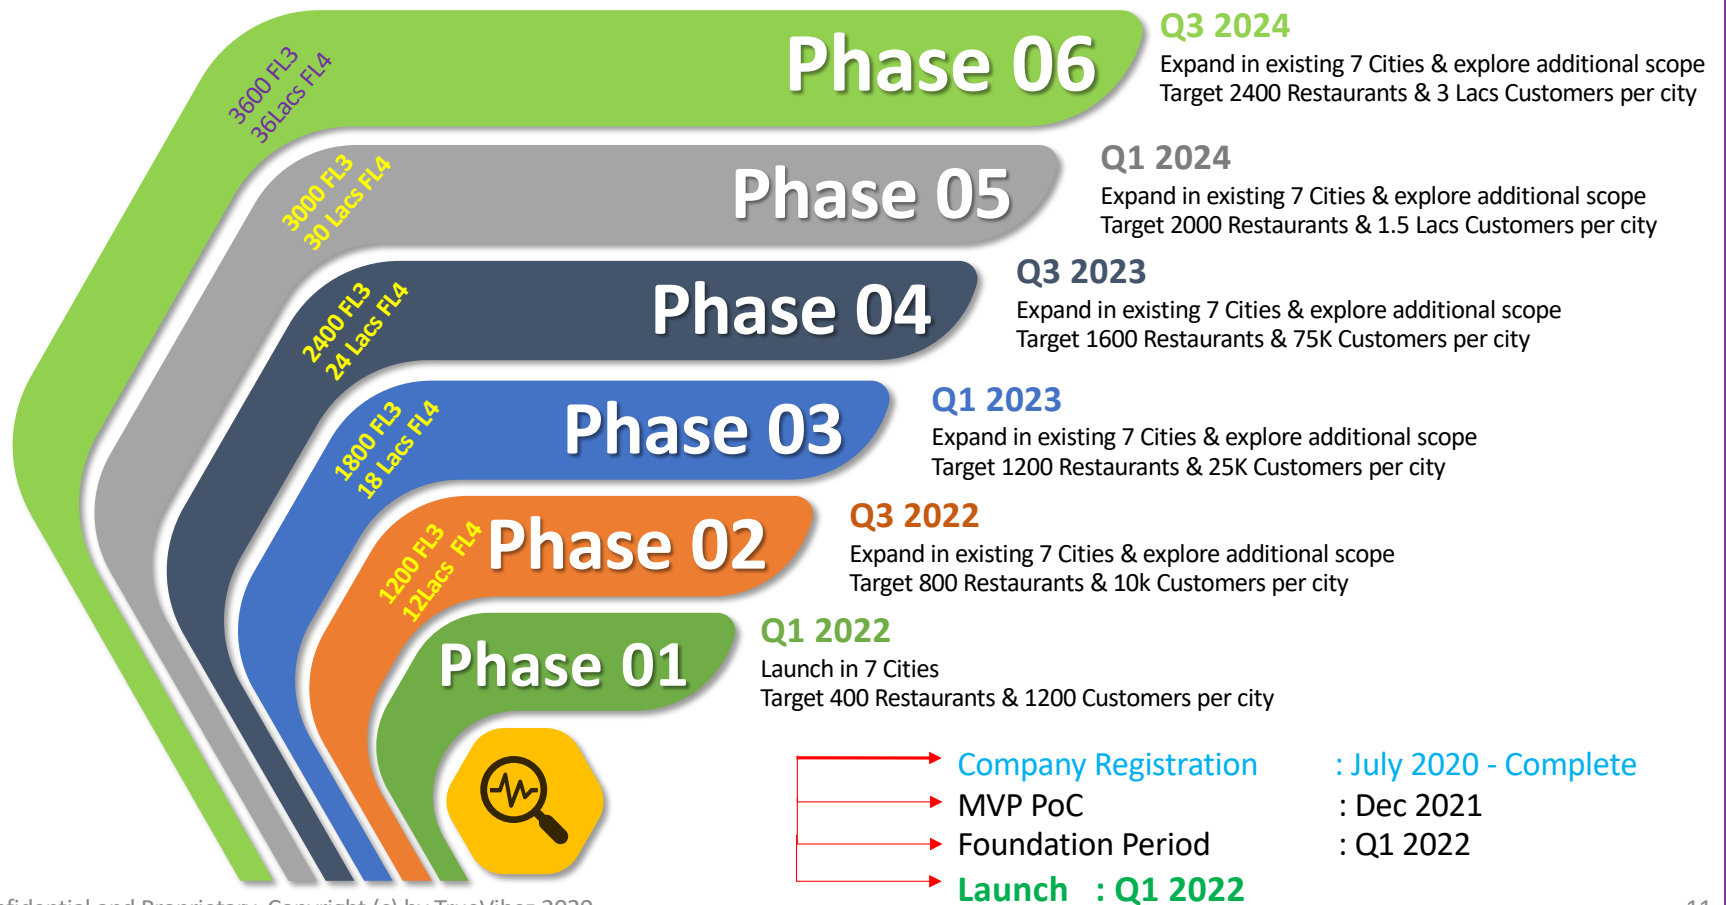 Phase 06
3600 FL3
36Lacs FL4
Q3 2024
Expand in existing 7 Cities & explore additional scope
Target 2400 Restaurants & 3 Lacs Customers per city
Phase 05
3000 FL3
30 Lacs FL4
Q1 2024
Expand in existing 7 Cities & explore additional scope
Target 2000 Restaurants & 1.5 Lacs Customers per city
Phase 04
2400 FL3
24 Lacs FL4
Q3 2023
Expand in existing 7 Cities & explore additional scope
Target 1600 Restaurants & 75K Customers per city
Phase 03
1800 FL3
18 Lacs FL4
Q1 2023
Expand in existing 7 Cities & explore additional scope
Target 1200 Restaurants & 25K Customers per city
Phase 02
1200 FL3
12Lacs FL4
Q3 2022
Expand in existing 7 Cities & explore additional scope
Target 800 Restaurants & 10k Customers per city
Phase 01
Q1 2022
Launch in 7 Cities
Target 400 Restaurants & 1200 Customers per city
Company Registration : July 2020 - Complete
MVP PoC : Dec 2021
Foundation Period : Q1 2022
Launch : Q1 2022
and Proprietary. Copyright (c) by
11